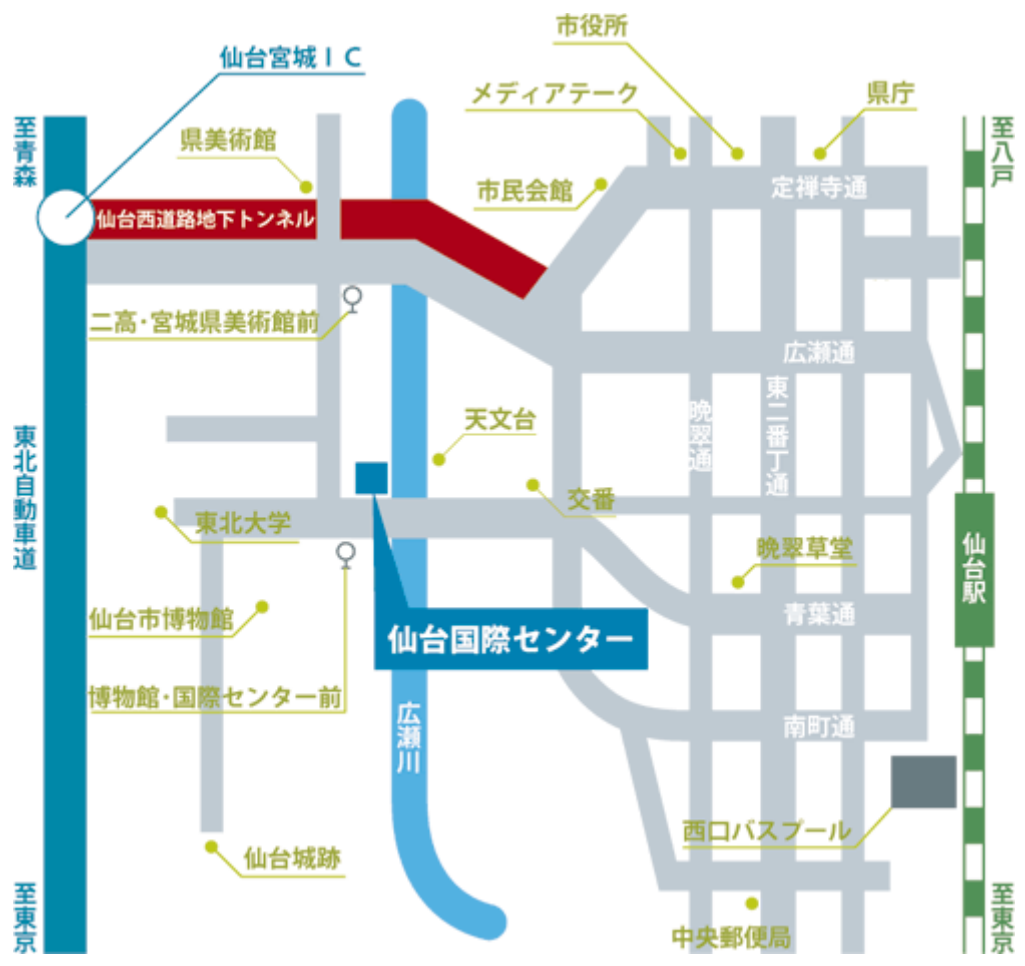 市役所
仙台宮城IC
メディアテーク
県庁
至青森
県美術館
至八戸
市民会館
定禅寺通
仙台西道路地下トンネル
二高・宮城県美術館前
広瀬通
東二番丁通
晩翠通
天文台
東北自動車道
交番
東北大学
晩翠草堂
仙台駅
仙台市博物館
青葉通
仙台国際センター
博物館・国際センター前
広瀬川
南町通
西口バスプール
仙台城跡
至東京
至東京
中央郵便局